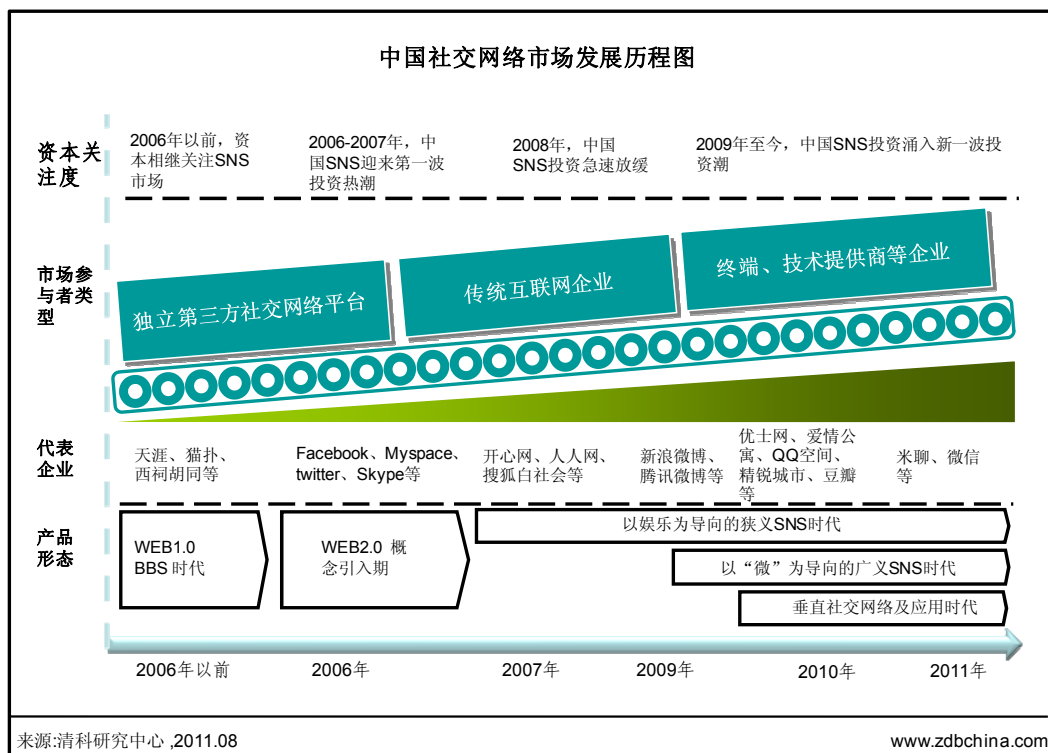 中国社交网络市场发展历程图
资本关
注度
2006年以前，资
本相继关注SNS
市场
2006-2007年，中
国SNS迎来第一波
投资热潮
2008年，中国
SNS投资急速放缓
2009年至今，中国SNS投资涌入新一波投
资潮
市场参
与者类
型
独立第三方社交网络平台
传统互联网企业
终端、技术提供商等企业
代表
企业
天涯、猫扑、
西祠胡同等
Facebook、Myspace、
twitter、Skype等
开心网、人人网、
搜狐白社会等
新浪微博、
腾讯微博等
优士网、爱情公
寓、QQ空间、
精锐城市、豆瓣
等
米聊、微信
等
产品
形态
WEB1.0
BBS 时代
WEB2.0 概
念引入期
以娱乐为导向的狭义SNS时代
以“微”为导向的广义SNS时代
垂直社交网络及应用时代
2006年以前
2006年
2007年
2009年
2010年
2011年
来源:清科研究中心 ,2011.08
www.zdbchina.com